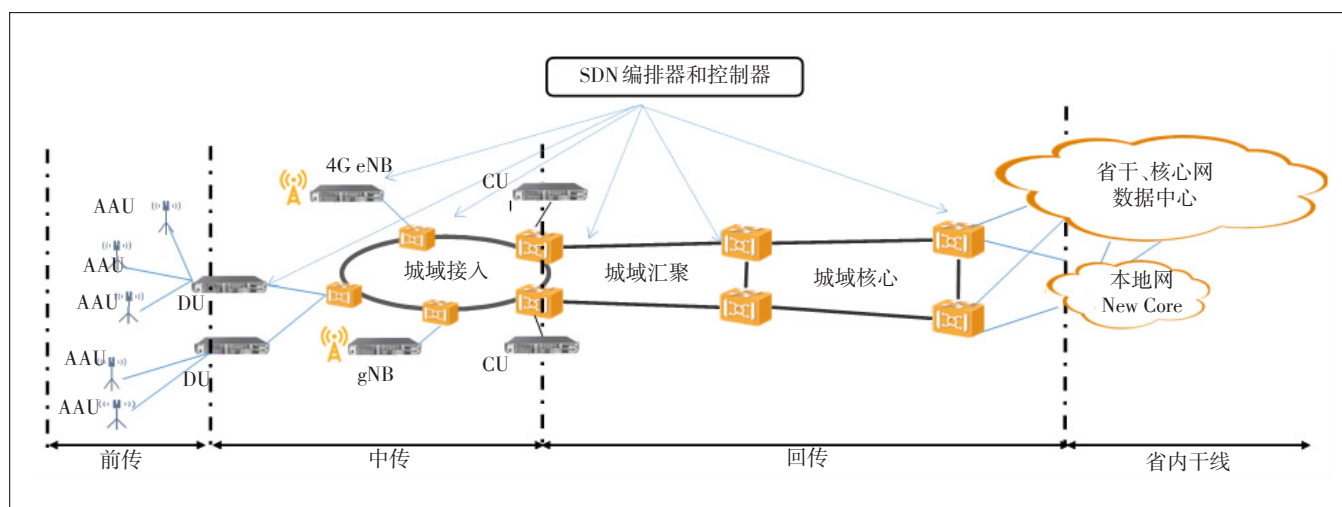 SDN编排器和控制器
4G eNB
CU
省干、核心网
数据中心
AAU
AAU
城域接入
城域汇聚
城域核心
本地网
New Core
AAU
DU
AAU
DU
gNB
CU
AAU
前传
中传
回传
省内干线